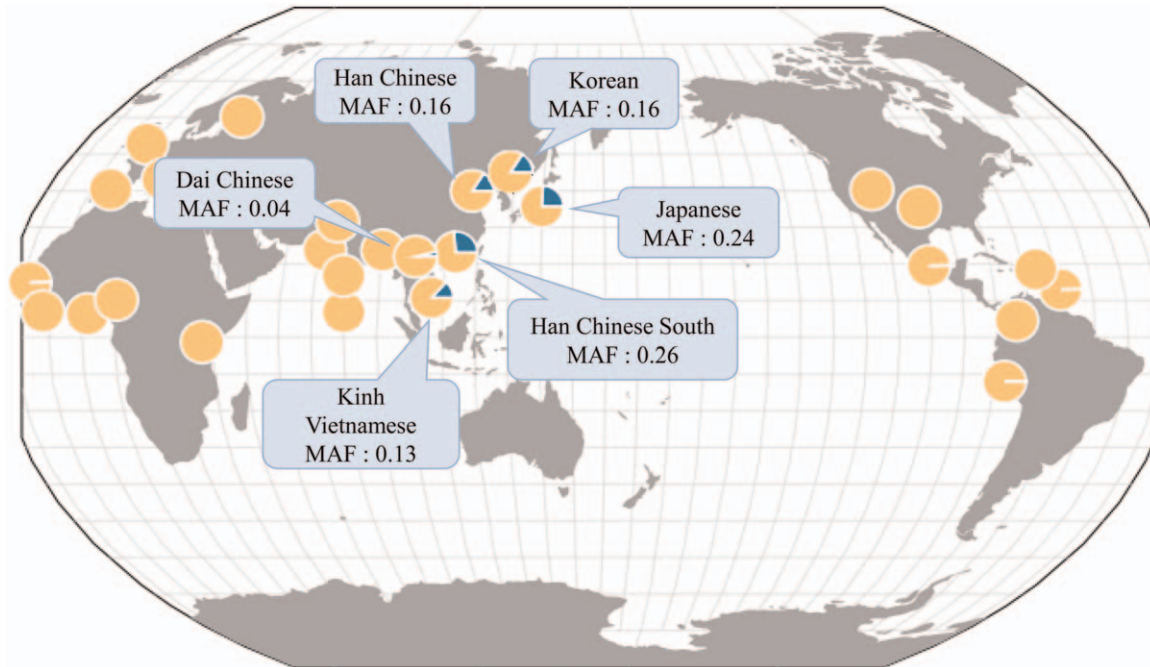 Han Chinese
MAF : 0.16
Korean
MAF : 0.16
Dai Chinese
MAF : 0.04
Japanese
MAF : 0.24
Han Chinese South
MAF : 0.26
Kinh
Vietnamese
MAF : 0.13